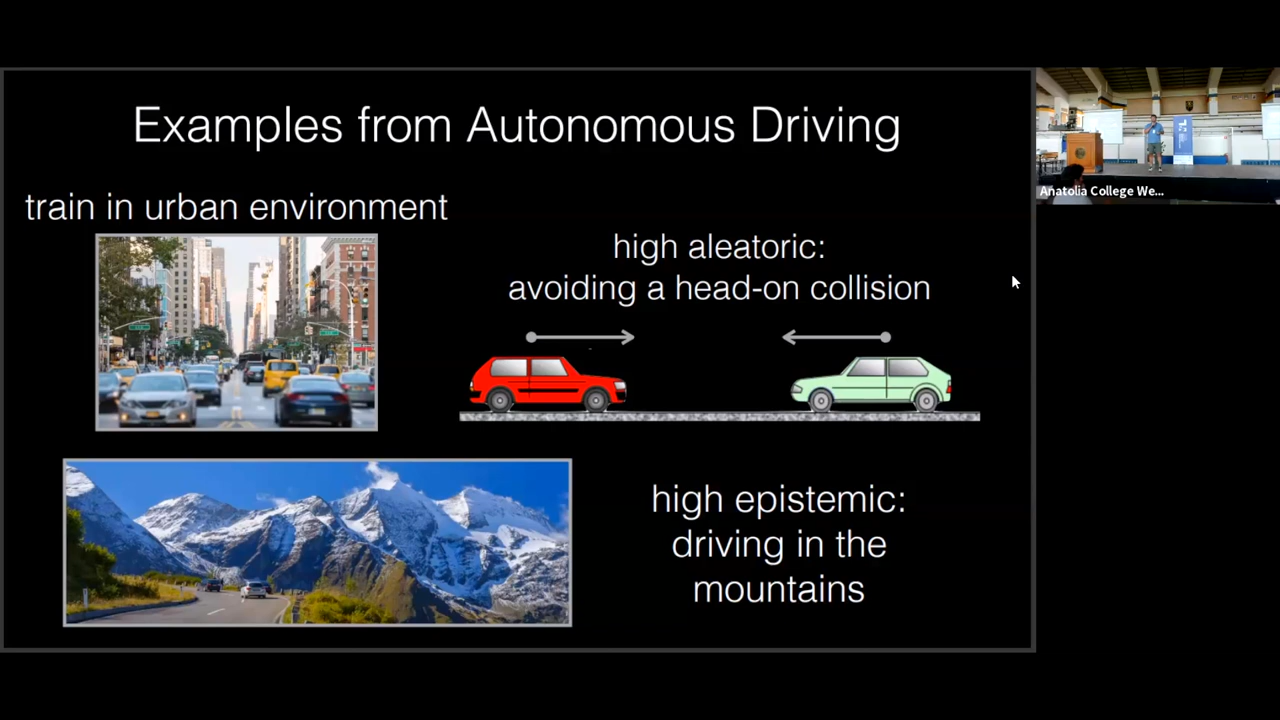 Examples from Autonomous Driving
train in urban environment
high aleatoric:
avoiding a head-on collision
high epistemic:
driving in the
mountains
Anatolia College We...